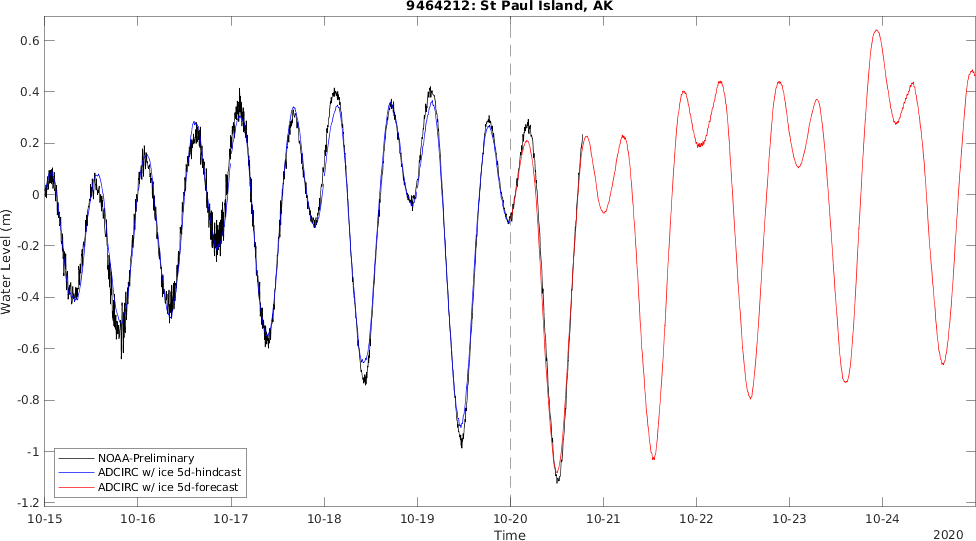 9464212: St Paul Island, AK
Water Level (m)
0.6
0.4
0.2
0
-0.2
-0.4
-0.6
-0.8
-1
-1.2
NOAA-Preliminary
ADCIRC w/ ice 5d-hindcast
ADCIRC w/ ice 5d-forecast
10-15 10-16 10-17 10-18 10-19 10-20 10-21 10-22 10-23 10-24
Time
2020